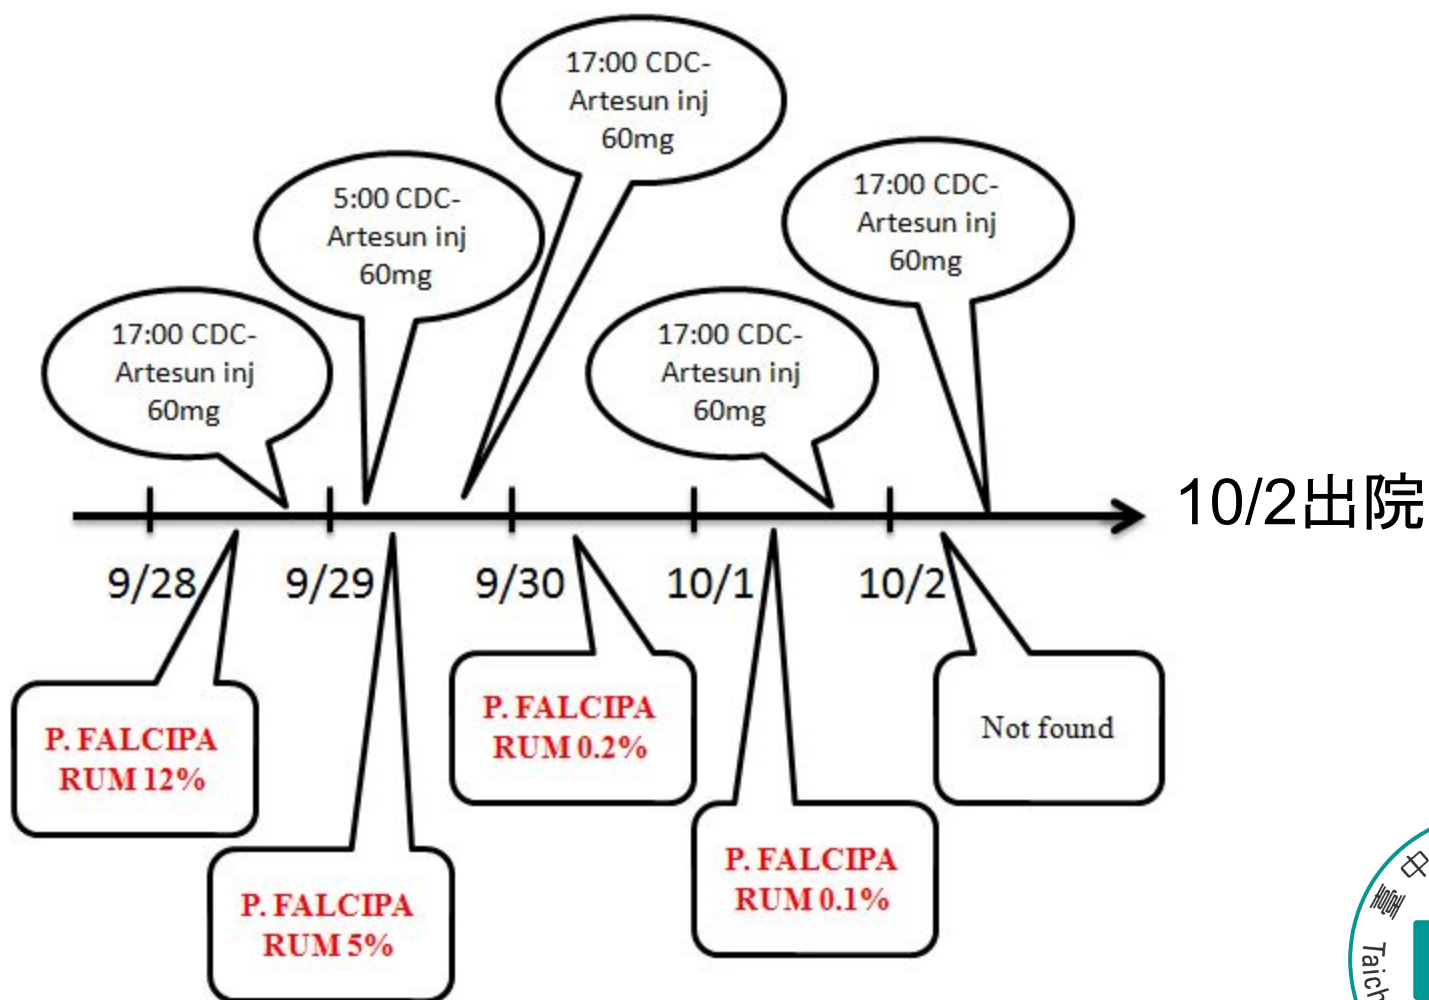 17:00 CDC-
Artesun inj
60mg
5:00 CDC-
Artesun inj
60mg
17:00 CDC-
Artesun inj
60mg
17:00 CDC-
Artesun inj
60mg
17:00 CDC-
Artesun inj
60mg
10/2出院
9/28
9/29
9/30
10/1
10/2
P. FALCIPA
RUM 12%
P. FALCIPA
RUM 5%
P. FALCIPA
RUM 0.2%
P. FALCIPA
RUM 0.1%
Not found